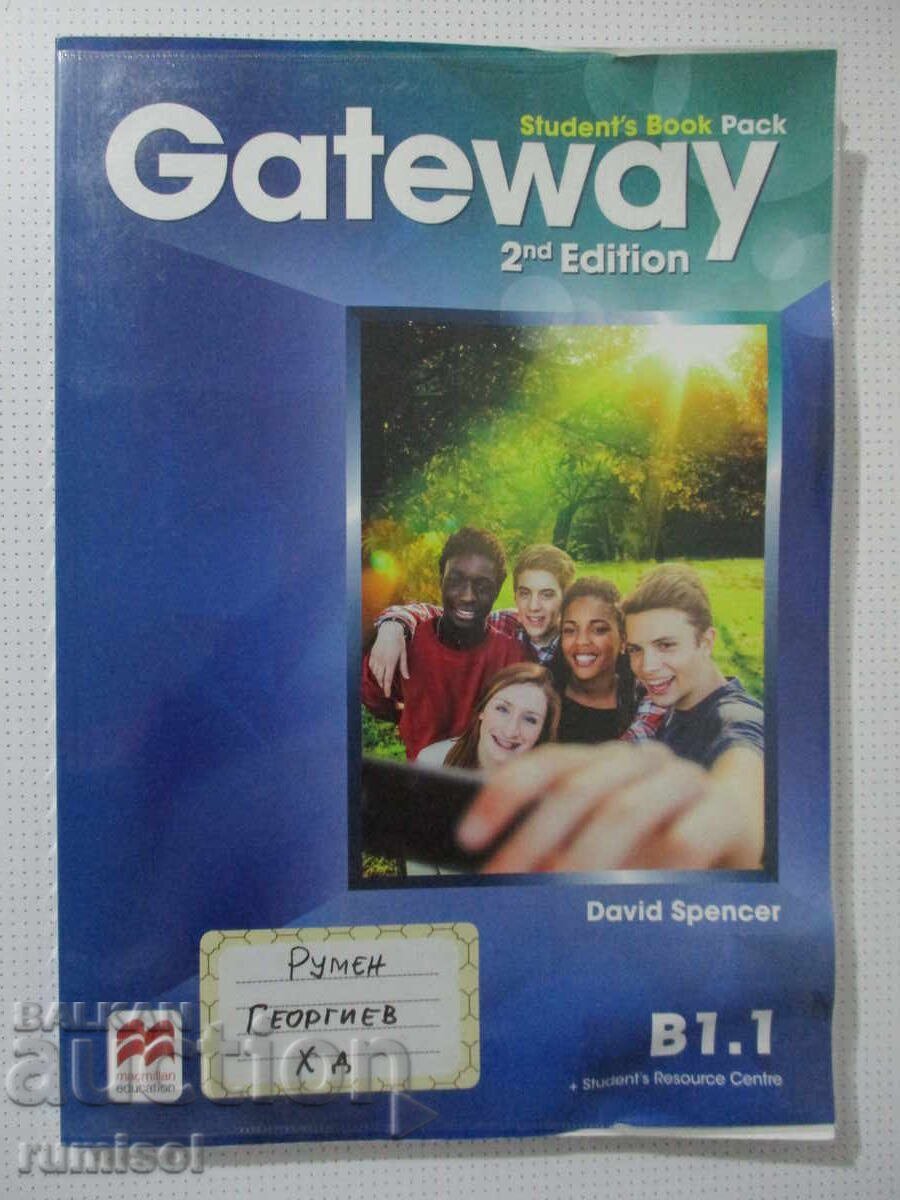 Student's Book Pack
Gateway
2nd Edition
David Spencer
РУМЕН
ГЕОРГИЕВ
Х Д
BALKAN
auction
macmillan
education
B1.1
+ Student's Resource Centre
rumisol